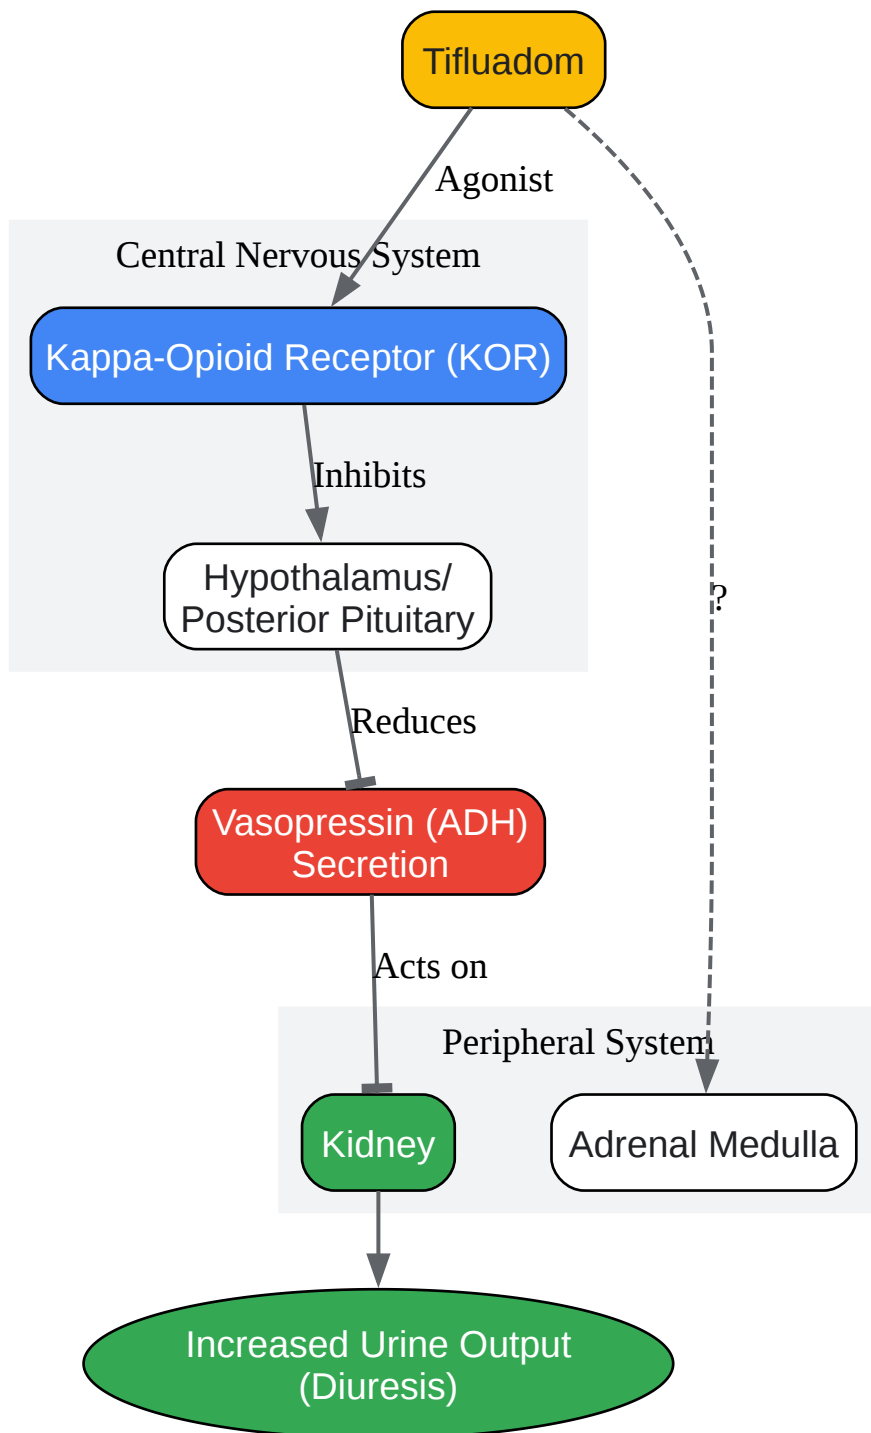 Tifluadom
Agonist
Central Nervous System
Kappa-Opioid Receptor (KOR)
Inhibits
Hypothalamus/
Posterior Pituitary
?
Reduces
Vasopressin (ADH)
Secretion
Acts on
Peripheral System
Kidney
Adrenal Medulla
Increased Urine Output
(Diuresis)